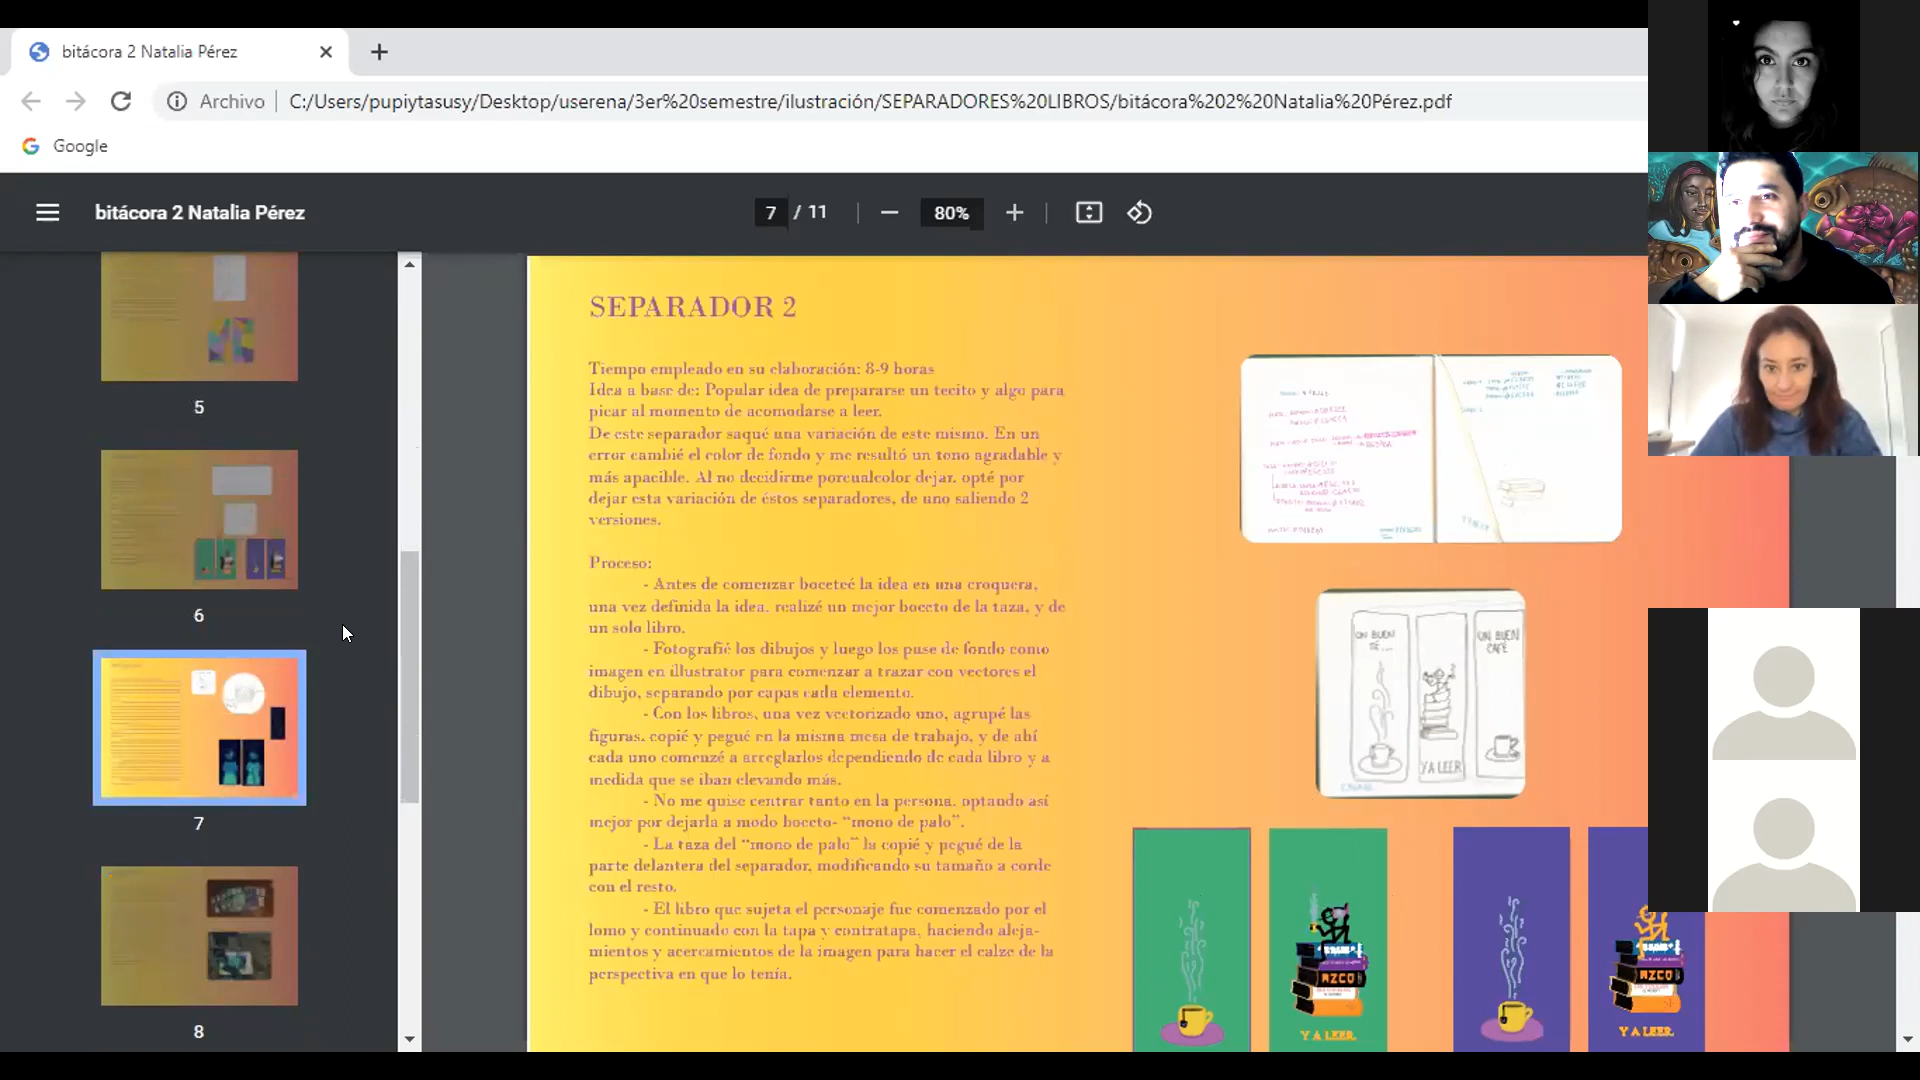 bitácora 2 Natalia Pérez
Archivo
C:/Users/pupiytasusy/Desktop/userena/3er%20semestre/ilustración/SEPARADORES%20LIBROS/bitácora%202%20Natalia%20Pérez.pdf
Google
bitácora 2 Natalia Pérez
7 / 11
80%
5
6
7
8
SEPARADOR 2
Tiempo empleado en su elaboración: 8-9 horas
Idea a base de: Popular idea de prepararse un tecito y algo para
picar al momento de acomodarse a leer.
De este separador saqué una variación de este mismo. En un
error cambié el color de fondo y me resultó un tono agradable y
más apacible. Al no decidirme porcualcolor dejar, opté por
dejar esta variación de éstos separadores, de uno saliendo 2
versiones.
Proceso:
- Antes de comenzar boceteé la idea en una croquera,
una vez definida la idea, realizé un mejor boceto de la taza, y de
un solo libro.
- Fotografié los dibujos y luego los puse de fondo como
imagen en illustrator para comenzar a trazar con vectores el
dibujo, separando por capas cada elemento.
- Con los libros, una vez vectorizado uno, agrupé las
figuras, copié y pegué en la misma mesa de trabajo, y de ahí
cada uno comenzé a arreglarlos dependiendo de cada libro y a
medida que se iban elevando más.
- No me quise centrar tanto en la persona, optando así
mejor por dejarla a modo boceto- “mono de palo”.
- La taza del “mono de palo” la copié y pegué de la
parte delantera del separador, modificando su tamaño a corde
con el resto.
- El libro que sujeta el personaje fue comenzado por el
lomo y continuado con la tapa y contratapa, haciendo aleja-
mientos y acercamientos de la imagen para hacer el calze de la
perspectiva en que lo tenía.
UN BUEN
TÉ...
Y A LEER
UN BUEN
CAFÉ
AZCO
Y A LEER.
AZCO
Y A LEER.